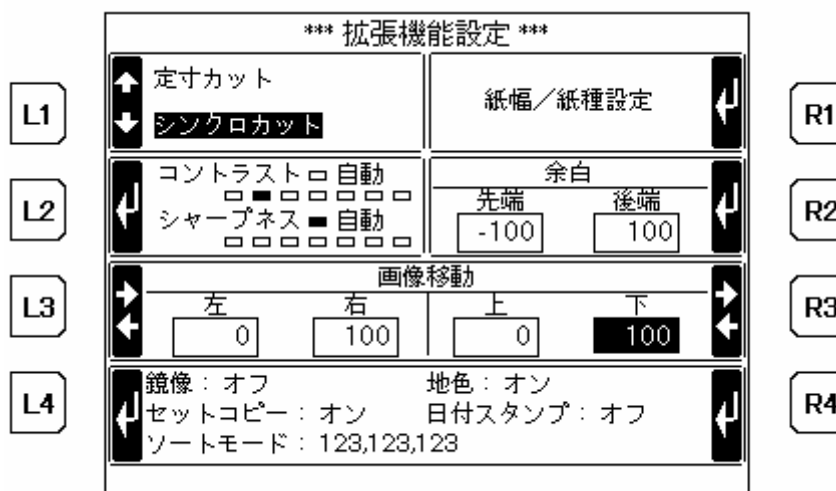 *** 拡張機能設定 ***
L1
定寸カット
シンクロカット
紙幅／紙種設定
R1
L2
コントラスト 自動
シャープネス 自動
余白
先端 後端
-100 100
R2
L3
画像移動
左 右 上 下
0 100 0 100
R3
L4
鏡像： オフ 地色： オン
セットコピー： オン 日付スタンプ： オフ
ソートモード： 123,123,123
R4